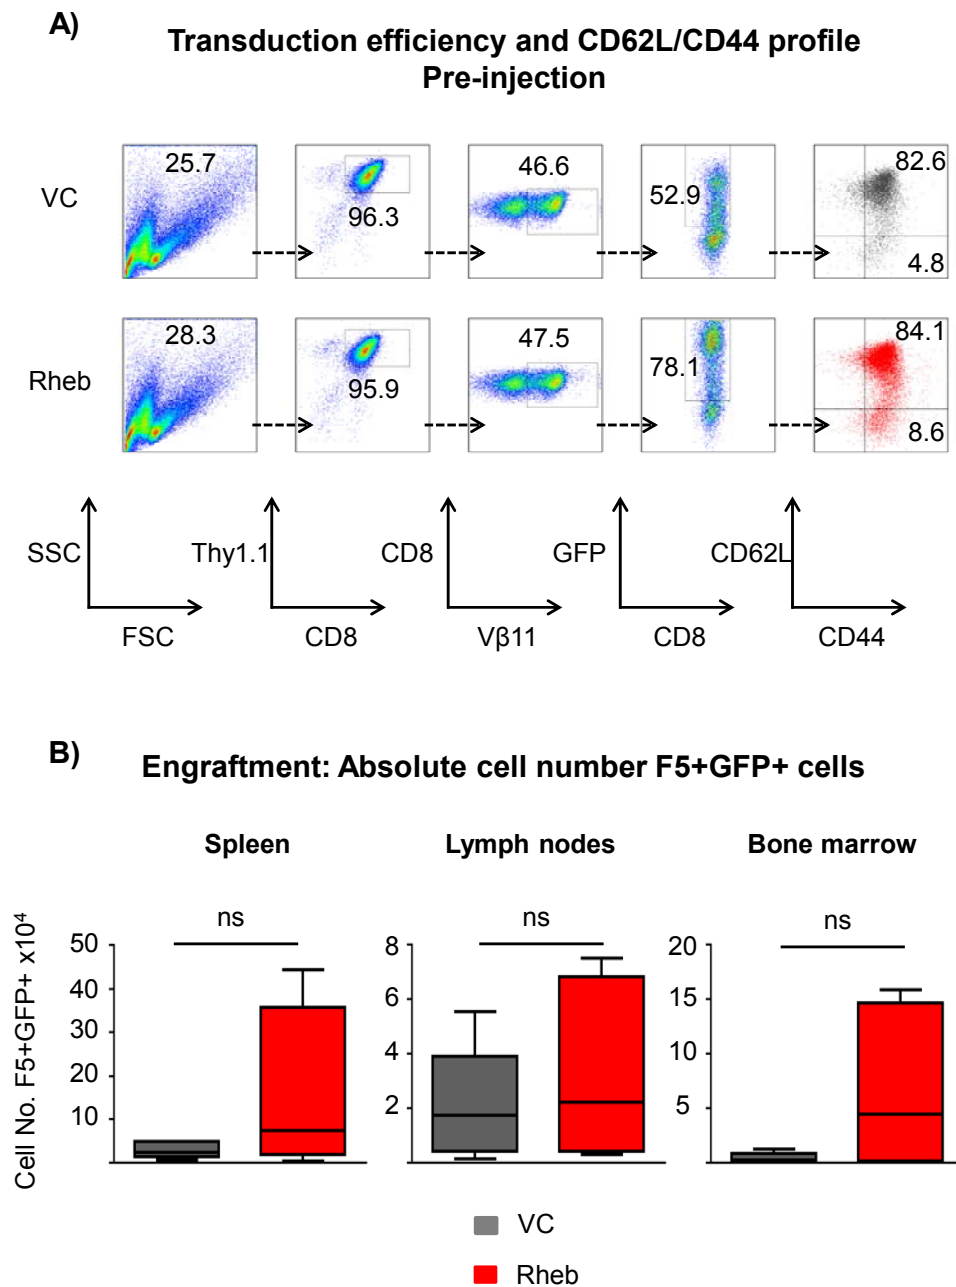 A)
Transduction efficiency and CD62L/CD44 profile
Pre-injection
VC
25.7
96.3
46.6
52.9
82.6
4.8
Rheb
28.3
95.9
47.5
78.1
84.1
8.6
SSC
FSC
Thy1.1
CD8
CD8
Vβ11
GFP
CD8
CD62L
CD44
B)
Engraftment: Absolute cell number F5+GFP+ cells
Spleen
Lymph nodes
Bone marrow
Cell No. F5+GFP+ x10⁴
ns
50
40
30
20
10
ns
8
6
4
2
ns
20
15
10
5
VC
Rheb